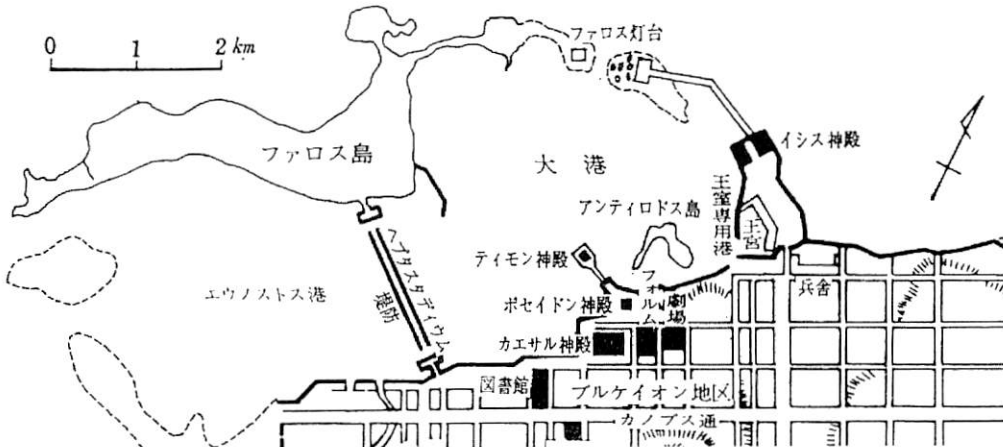 0 1 2 km
ファロス灯台
ファロス島
大港
イシス神殿
アンティロドス島
王室専用港
王宮
ティモン神殿
ヘプタスタディウム
堤防
エウノストス港
フォルム
劇場
兵舎
ポセイドン神殿
カエサル神殿
図書館
ブルケイオン地区
カノブス通